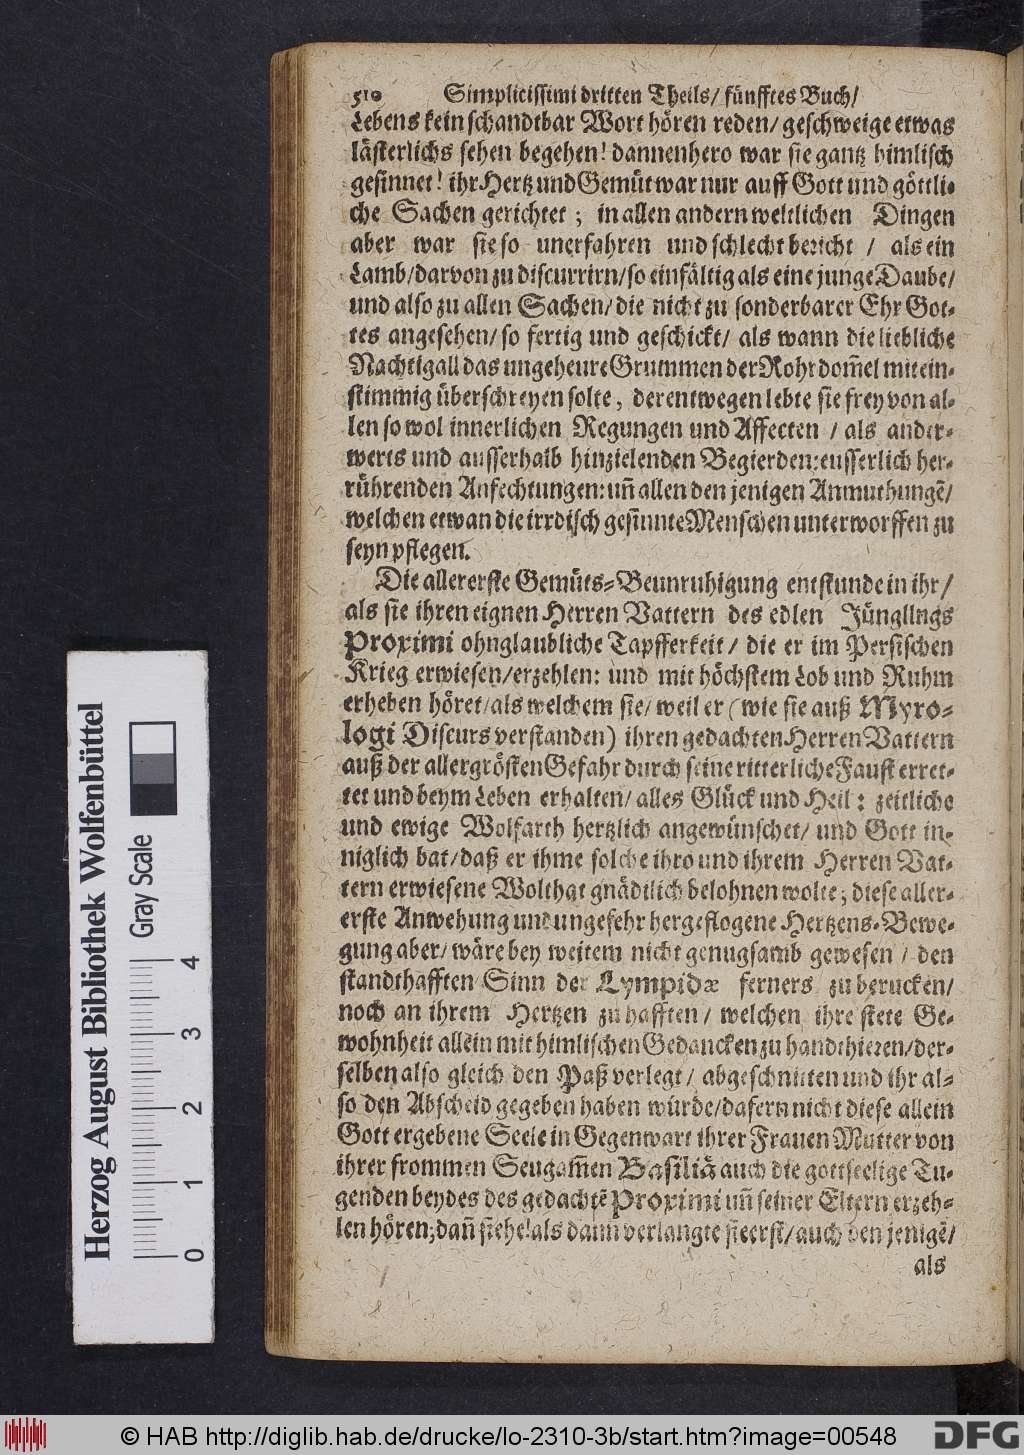 510 Simplicissimi dritten Theils/ fünfftes Buch/
Lebens kein schandtbar Wort hören reden/ geschweige etwas
lästerlichs sehen begehen! dannenhero war sie gantz himlisch
gesinnet! ihr Hertz und Gemüt war nur auff Gott und göttli-
che Sachen gerichtet; in allen andern weltlichen Dingen
aber war sie so unerfahren und schlecht bericht / als ein
Lamb/ darvon zu discurrirn/ so einfältig als eine junge Daube/
und also zu allen Sachen/ die nicht zu sonderbarer Ehr Got-
tes angesehen/ so fertig und geschickt/ als wann die liebliche
Nachtigall das ungeheure Grummen der Rohrdom̃el mit ein-
stimmig überschreyen solte, derentwegen lebte sie frey von al-
len so wol innerlichen Regungen und Affecten / als ander-
werts und ausserhalb hinzielenden Begierden: eusserlich her-
rührenden Anfechtungen: uñ allen den jenigen Anmuthungẽ/
welchen etwan die irrdisch gesinnte Menschen unterworffen zu
seyn pflegen.
Die allererste Gemüts-Beunruhigung entstunde in ihr/
als sie ihren eignen Herren Vattern des edlen Jünglings
Proximi ohnglaubliche Tapfferkeit / die er im Persischen
Krieg erwiesen/ erzehlen: und mit höchstem Lob und Ruhm
erheben höret/ als welchem sie/ weil er (wie sie auß Myro-
logi Discurs verstanden) ihren gedachten Herren Vattern
auß der allergrösten Gefahr durch seine ritterliche Faust erret-
tet und beym Leben erhalten/ alles Glück und Heil: zeitliche
und ewige Wolfarth hertzlich angewünschet/ und Gott in-
niglich bat/ daß er ihme solche ihro und ihrem Herren Vat-
tern erwiesene Wolthat gnädtlich belohnen wolte; diese aller-
erste Anwehung und ungefehr hergeflogene Hertzens-Bewe-
gung aber/ wäre bey weitem nicht genugsamb gewesen / den
standthafften Sinn der Lympidæ ferners zu berucken/
noch an ihrem Hertzen zu hafften / welchen ihre stete Ge-
wohnheit allein mit himlischen Gedancken zu handthieren/ der-
selben also gleich den Paß verlegt/ abgeschnitten und ihr al-
so den Abscheid gegeben haben würde/ dafern nicht diese allein
Gott ergebene Seele in Gegenwart ihrer Frauen Mutter von
ihrer frommen Seugam̃en Basiliä auch die gottseelige Tu-
genden beydes des gedachtẽ Proximi uñ seiner Eltern erzeh-
len hören; dañ siehe! als dann verlangte sie erst/ auch den jenigẽ/
als
Herzog August Bibliothek Wolfenbüttel
Gray Scale
0 1 2 3 4
© HAB http://diglib.hab.de/drucke/lo-2310-3b/start.htm?image=00548
DFG